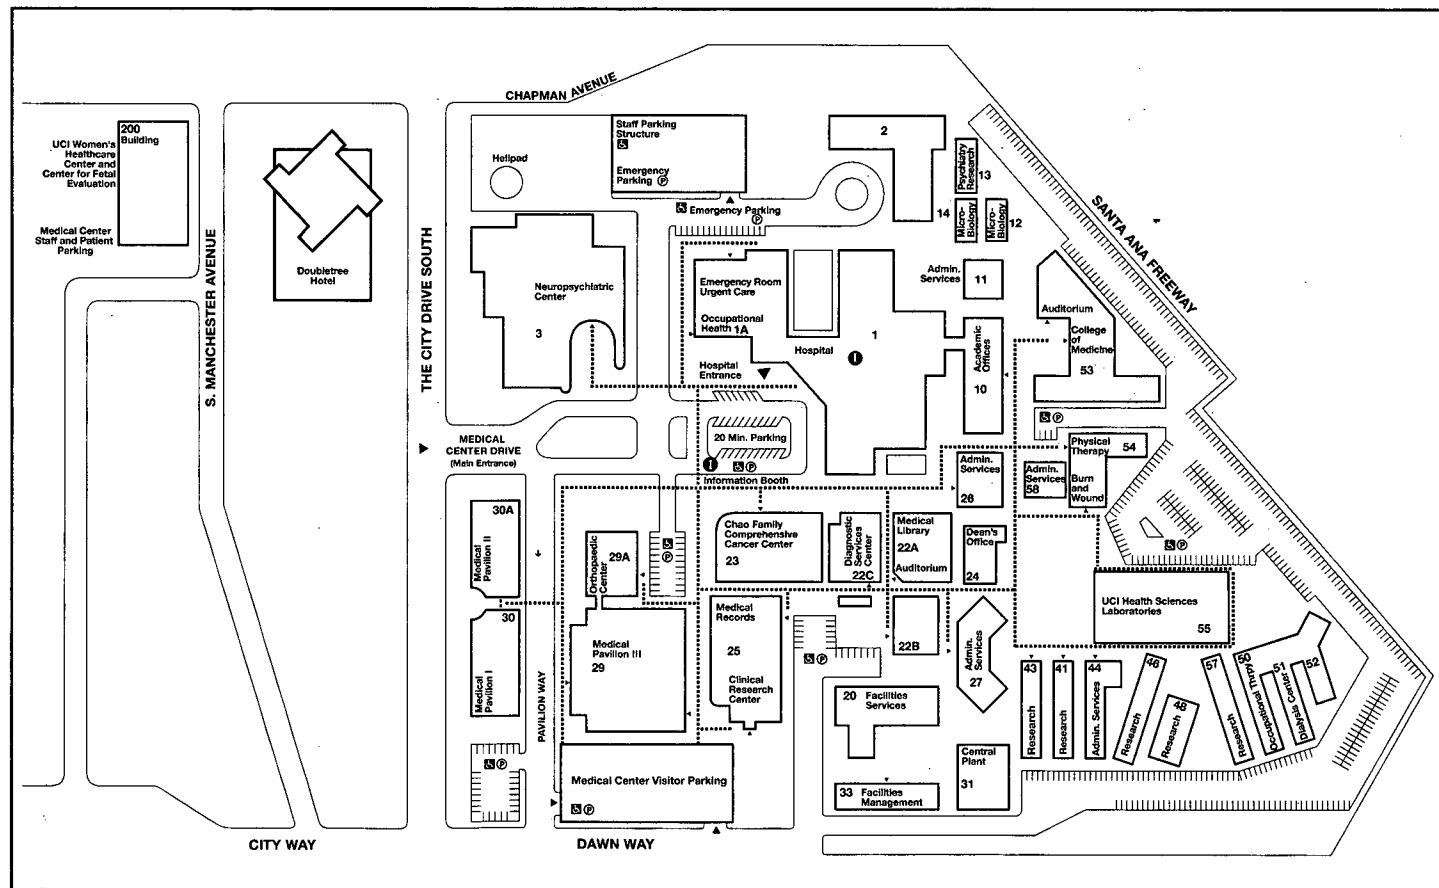 CHAPMAN AVENUE
200
Building
UCI Women's
Healthcare
Center and
Center for Fetal
Evaluation
Medical Center
Staff and Patient
Parking
S. MANCHESTER AVENUE
Doubletree
Hotel
THE CITY DRIVE SOUTH
Helipad
Staff Parking
Structure
Emergency
Parking P
Emergency Parking
P
2
Psychiatry
Research
13
14
Micro-
Biology
Micro-
Biology
12
SANTA ANA FREEWAY
Neuropsychiatric
Center
3
Emergency Room
Urgent Care
Occupational
Health 1A
Hospital
Entrance
Hospital
1
Admin.
Services
11
Academic
Offices
10
Auditorium
College
of
Medicine
53
P
MEDICAL
CENTER DRIVE
(Main Entrance)
20 Min. Parking
P
Information Booth
Admin.
Services
26
Admin.
Services
58
Physical
Therapy
54
Burn
and
Wound
P
30A
Medical
Pavilion II
Orthopaedic
Center
29A
P
Chao Family
Comprehensive
Cancer Center
23
Diagnostic
Services
Center
22C
Medical
Library
22A
Auditorium
Dean's
Office
24
UCI Health Sciences
Laboratories
55
30
Medical
Pavilion I
PAVILION WAY
Medical
Pavilion III
29
Medical
Records
25
Clinical
Research
Center
P
22B
Admin.
Services
27
20 Facilities
Services
43
Research
41
Research
44
Admin. Services
46
Research
48
Research
57
Research
50
Occupational Thrpy
51
Dialysis Center
52
P
Medical Center Visitor Parking
P
33 Facilities
Management
Central
Plant
31
CITY WAY
DAWN WAY